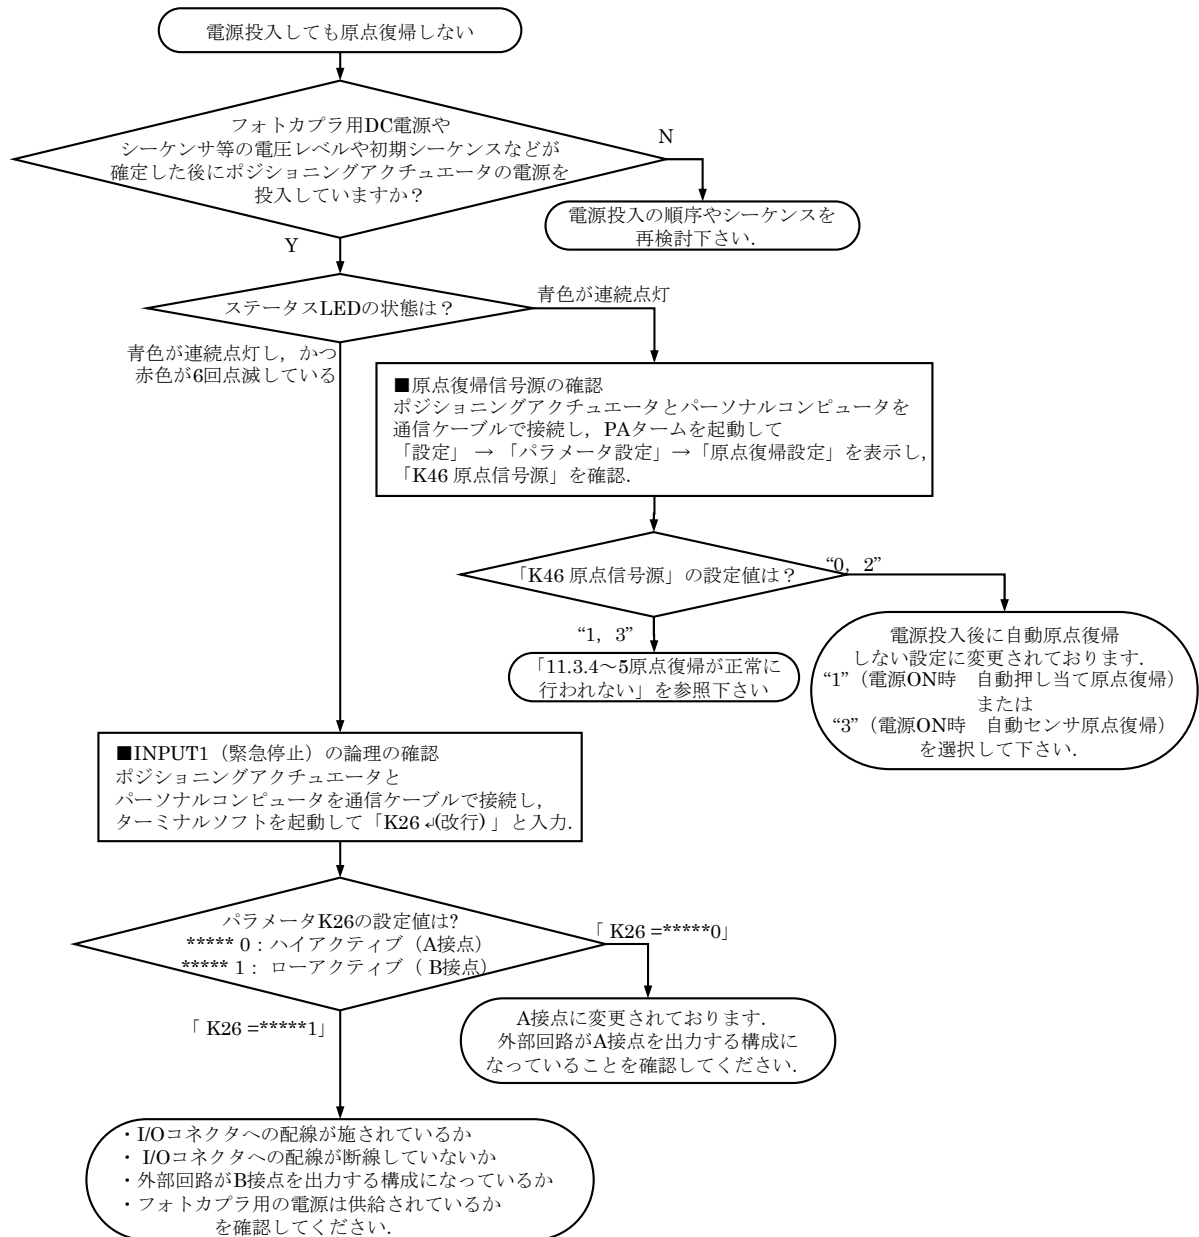 電源投入しても原点復帰しない
フォトカプラ用DC電源や
シーケンサ等の電圧レベルや初期シーケンスなどが
確定した後にポジショニングアクチュエータの電源を
投入していますか？
N
電源投入の順序やシーケンスを
再検討下さい.
Y
ステータスLEDの状態は？
青色が連続点灯
青色が連続点灯し，かつ
赤色が6回点滅している
■原点復帰信号源の確認
ポジショニングアクチュエータとパーソナルコンピュータを
通信ケーブルで接続し，PAタームを起動して
「設定」 → 「パラメータ設定」→「原点復帰設定」を表示し,
「K46 原点信号源」を確認.
「K46 原点信号源」の設定値は？
“0，2”
“1，3”
「11.3.4～5原点復帰が正常に
行われない」を参照下さい
電源投入後に自動原点復帰
しない設定に変更されております.
“1”（電源ON時　自動押し当て原点復帰）
または
“3”（電源ON時　自動センサ原点復帰）
を選択して下さい.
■INPUT1（緊急停止）の論理の確認
ポジショニングアクチュエータと
パーソナルコンピュータを通信ケーブルで接続し,
ターミナルソフトを起動して「K26 ↲(改行) 」と入力.
パラメータK26の設定値は?
***** 0 : ハイアクティブ（A接点）
***** 1 : ローアクティブ（ B接点）
「 K26 =*****0」
「 K26 =*****1」
A接点に変更されております.
外部回路がA接点を出力する構成に
なっていることを確認してください.
・I/Oコネクタへの配線が施されているか
・ I/Oコネクタへの配線が断線していないか
・外部回路がB接点を出力する構成になっているか
・フォトカプラ用の電源は供給されているか
を確認してください.